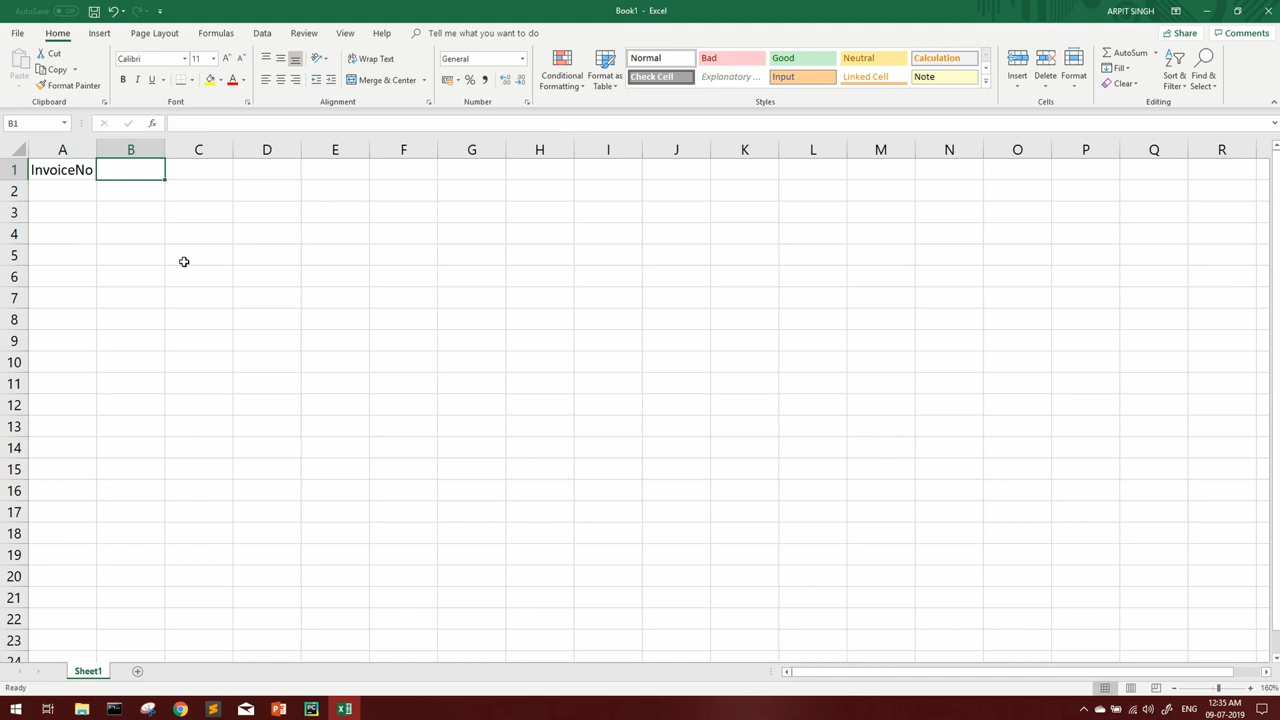 AutoSave Off
Book1 - Excel
ARPIT SINGH
File Home Insert Page Layout Formulas Data Review View Help Tell me what you want to do Share Comments
Paste
Cut
Copy
Format Painter
Clipboard
Calibri 11
B I U
Font
Wrap Text
Merge & Center
Alignment
General
Number
Conditional Formatting
Format as Table
Normal Bad Good Neutral Calculation
Check Cell Explanatory ... Input Linked Cell Note
Styles
Insert Delete Format
Cells
AutoSum
Fill
Clear
Sort & Filter
Find & Select
Editing
B1 fx
A B C D E F G H I J K L M N O P Q R
1 InvoiceNo
2
3
4
5
6
7
8
9
10
11
12
13
14
15
16
17
18
19
20
21
22
23
24
Sheet1
Ready 160%
ENG 12:35 AM
09-07-2019